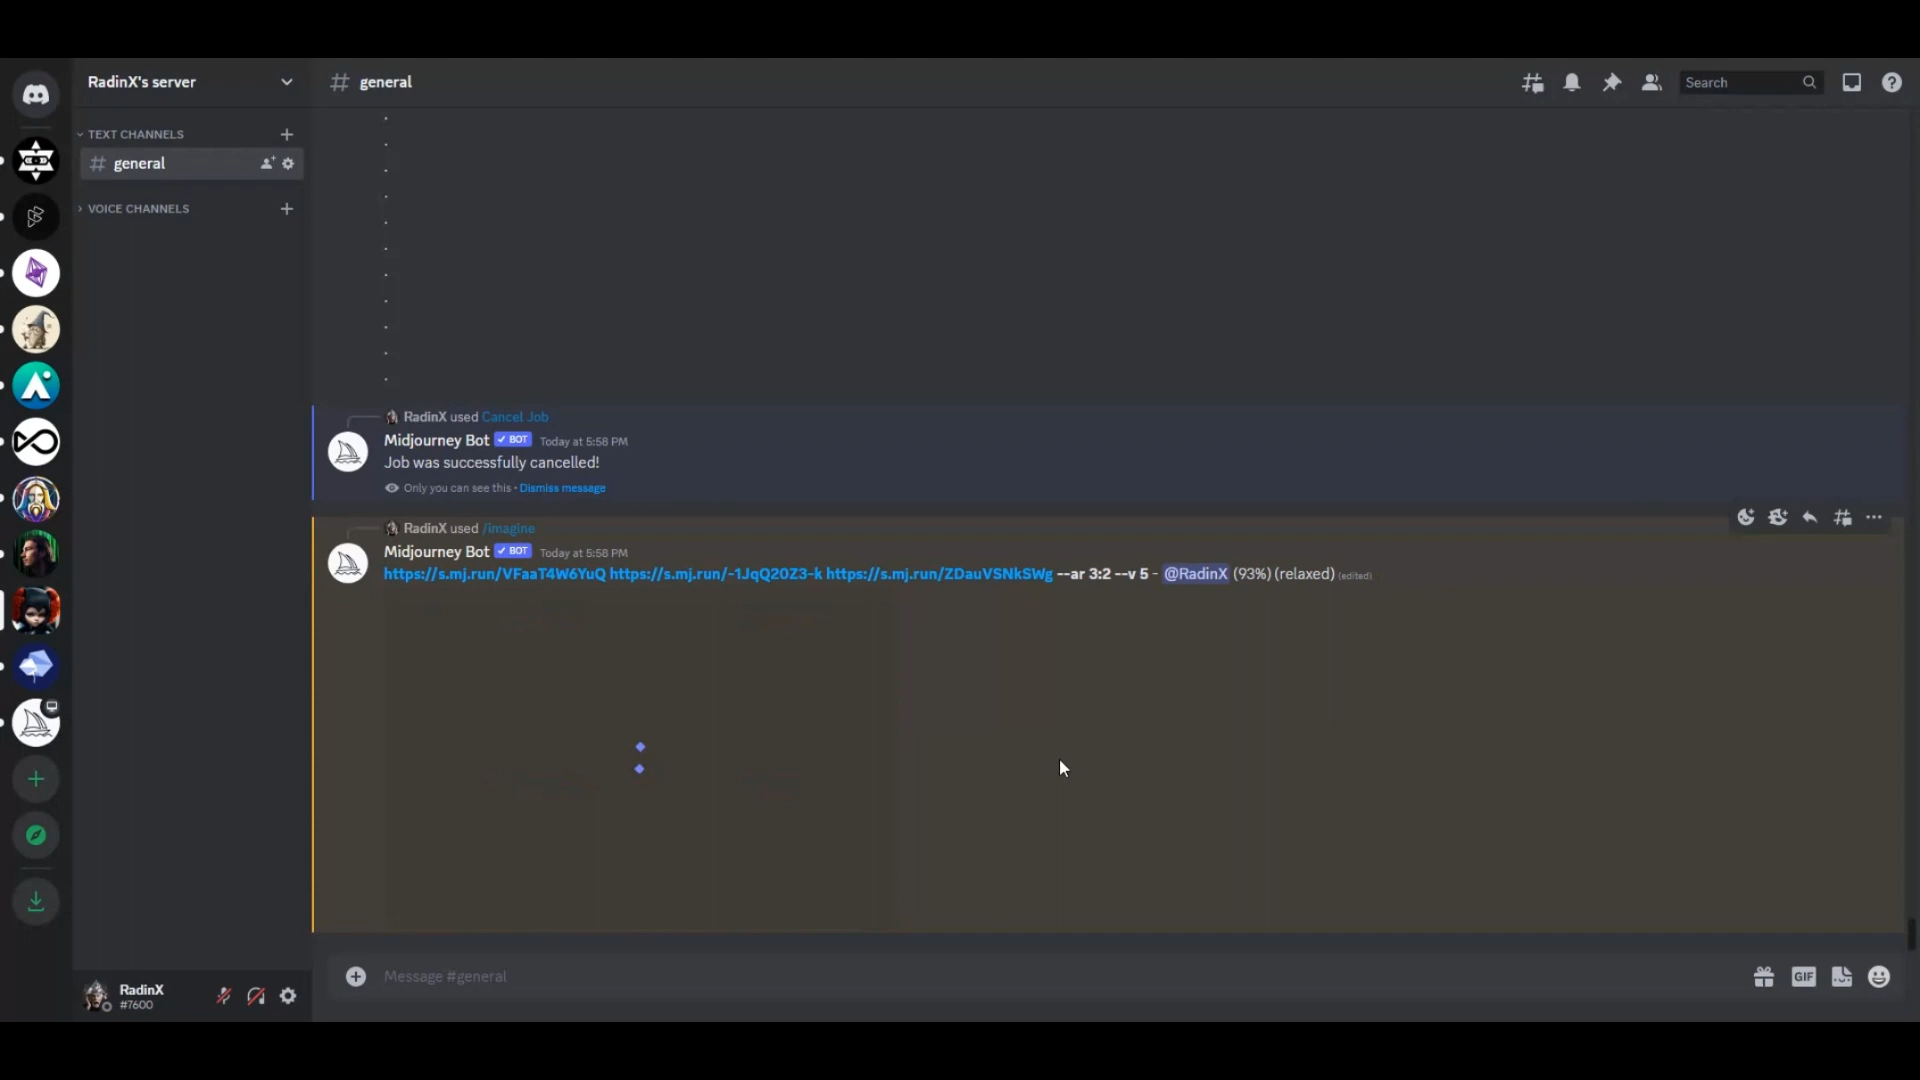 RadinX's server
general
Search
TEXT CHANNELS
general
VOICE CHANNELS
RadinX used Cancel Job
Midjourney Bot ✓ BOT Today at 5:58 PM
Job was successfully cancelled!
Only you can see this • Dismiss message
RadinX used /imagine
Midjourney Bot ✓ BOT Today at 5:58 PM
https://s.mj.run/VFaaT4W6YuQ https://s.mj.run/-1JqQ20Z3-k https://s.mj.run/ZDauVSNkSWg --ar 3:2 --v 5 - @RadinX (93%) (relaxed) (edited)
Message #general
GIF
RadinX
#7600